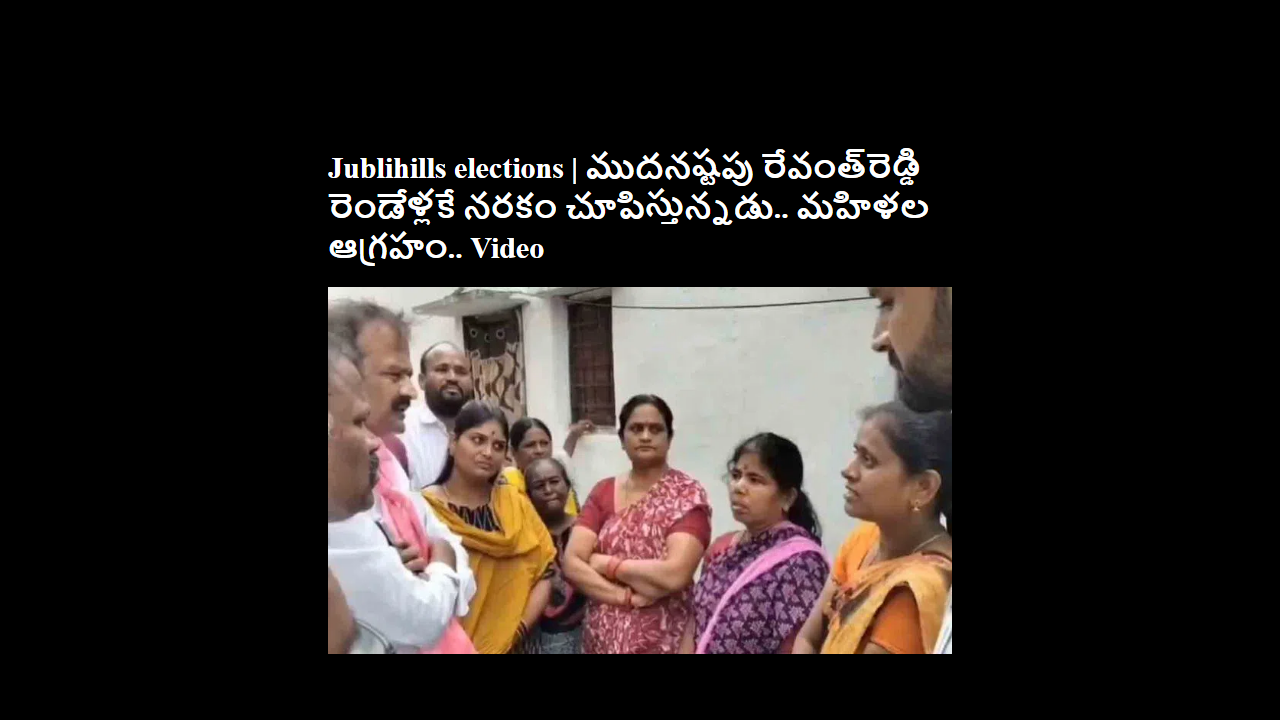 Jublihills elections | ముదనష్టపు రేవంత్‌రెడ్డి
రెండేళ్లకే నరకం చూపిస్తున్నడు.. మహిళల
ఆగ్రహం.. Video